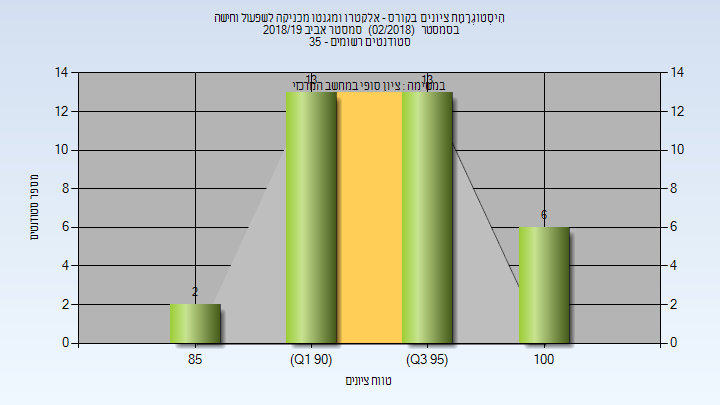 היסטוגרמת ציונים בקורס - אלקטרו ומגנטו מכניקה לשפעול וחישה
בסמסטר (02/2018) סמסטר אביב 2018/19
סטודנטים רשומים - 35
במשימה : ציון סופי במחשב המרכזי
14 14
12 12
10 10
8 8
6 6
4 4
2 2
0 0
2 13 13 6
85 (Q1 90) (Q3 95) 100
מספר סטודנטים
טווח ציונים